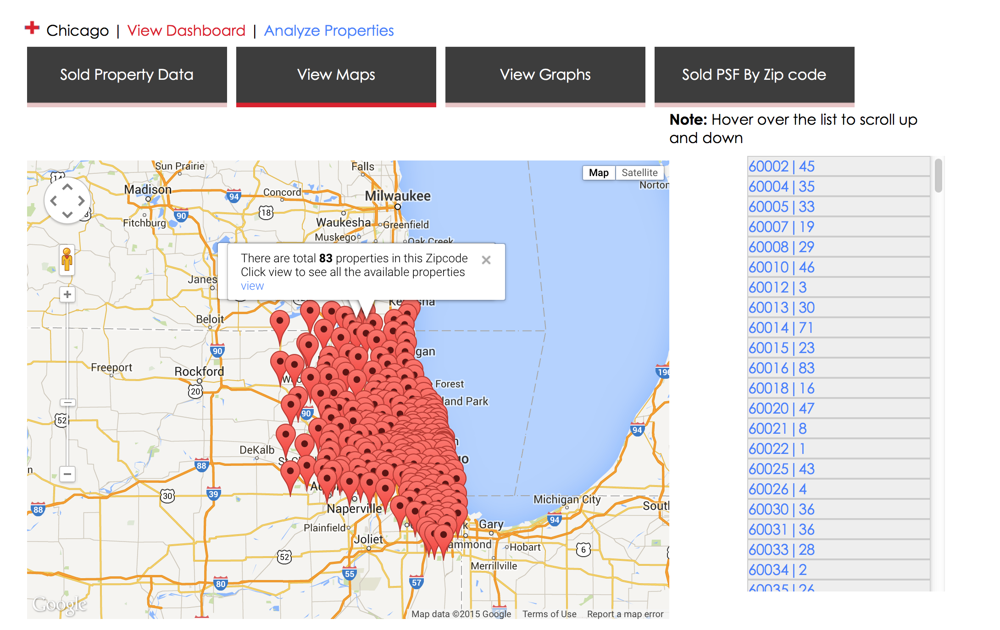 Chicago | View Dashboard | Analyze Properties
Sold Property Data
View Maps
View Graphs
Sold PSF By Zip code
Note: Hover over the list to scroll up
and down
Sun Prairie
Falls
Map
Satellite
14
Norton
Madison
Concord
Milwaukee
94
18
90
Fitchburg
Waukesha
Greenfield
Muskego
Oak Creek
There are total 83 properties in this Zipcode
Click view to see all the available properties
view
Janes
Beloit
90
gan
Freeport
Rockford
196
Forest
20
land Park
90
52
94
DeKalb
88
39
30
88
Naperville
Michigan City
South
94
Plainfield
Gary
Joliet
ammond
Hobart
6
52
Merrillville
55
57
80
Google
Map data ©2015 Google
Terms of Use
Report a map error
60002 | 45
60004 | 35
60005 | 33
60007 | 19
60008 | 29
60010 | 46
60012 | 3
60013 | 30
60014 | 71
60015 | 23
60016 | 83
60018 | 16
60020 | 47
60021 | 8
60022 | 1
60025 | 43
60026 | 4
60030 | 36
60031 | 36
60033 | 28
60034 | 2
60035 | 26